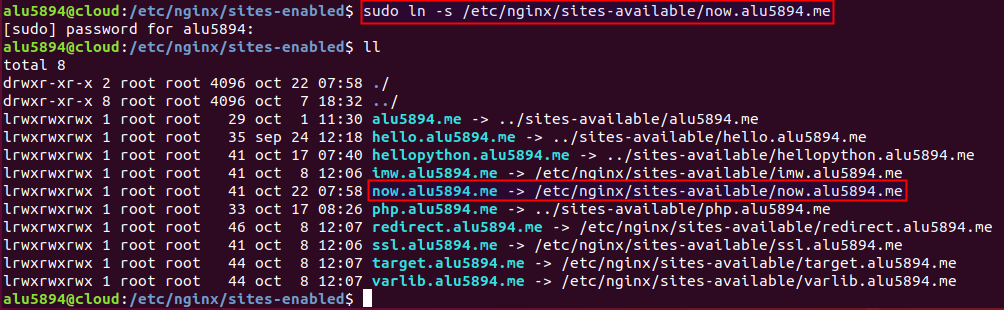 alu5894@cloud:/etc/nginx/sites-enabled$ sudo ln -s /etc/nginx/sites-available/now.alu5894.me
[sudo] password for alu5894:
alu5894@cloud:/etc/nginx/sites-enabled$ ll
total 8
drwxr-xr-x 2 root root 4096 oct 22 07:58 ./
drwxr-xr-x 8 root root 4096 oct  7 18:32 ../
lrwxrwxrwx 1 root root   29 oct  1 11:30 alu5894.me -> ../sites-available/alu5894.me
lrwxrwxrwx 1 root root   35 sep 24 12:18 hello.alu5894.me -> ../sites-available/hello.alu5894.me
lrwxrwxrwx 1 root root   41 oct 17 07:40 hellopython.alu5894.me -> ../sites-available/hellopython.alu5894.me
lrwxrwxrwx 1 root root   41 oct  8 12:06 imw.alu5894.me -> /etc/nginx/sites-available/imw.alu5894.me
lrwxrwxrwx 1 root root   41 oct 22 07:58 now.alu5894.me -> /etc/nginx/sites-available/now.alu5894.me
lrwxrwxrwx 1 root root   33 oct 17 08:26 php.alu5894.me -> ../sites-available/php.alu5894.me
lrwxrwxrwx 1 root root   46 oct  8 12:07 redirect.alu5894.me -> /etc/nginx/sites-available/redirect.alu5894.me
lrwxrwxrwx 1 root root   41 oct  8 12:06 ssl.alu5894.me -> /etc/nginx/sites-available/ssl.alu5894.me
lrwxrwxrwx 1 root root   44 oct  8 12:07 target.alu5894.me -> /etc/nginx/sites-available/target.alu5894.me
lrwxrwxrwx 1 root root   44 oct  8 12:07 varlib.alu5894.me -> /etc/nginx/sites-available/varlib.alu5894.me
alu5894@cloud:/etc/nginx/sites-enabled$